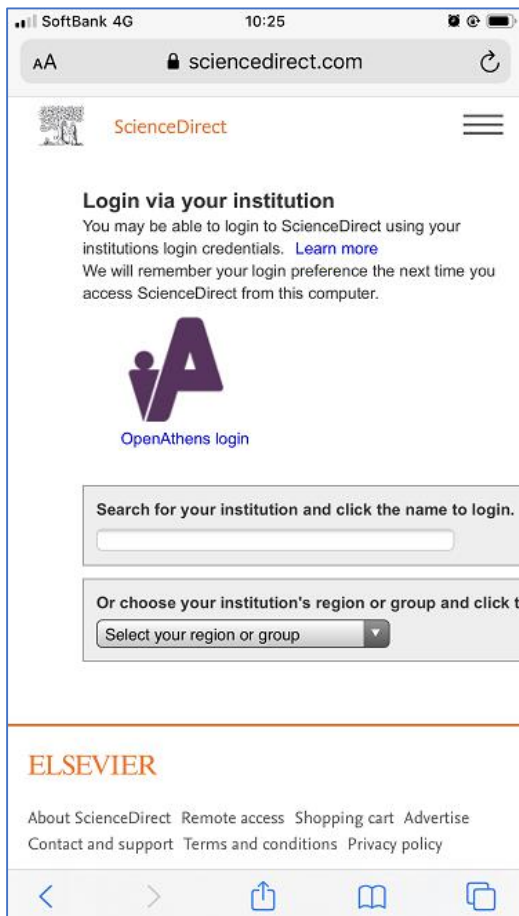 SoftBank 4G 10:25
AA sciencedirect.com
ScienceDirect
Login via your institution
You may be able to login to ScienceDirect using your
institutions login credentials. Learn more
We will remember your login preference the next time you
access ScienceDirect from this computer.
OpenAthens login
Search for your institution and click the name to login.
Or choose your institution's region or group and click t
Select your region or group
ELSEVIER
About ScienceDirect Remote access Shopping cart Advertise
Contact and support Terms and conditions Privacy policy